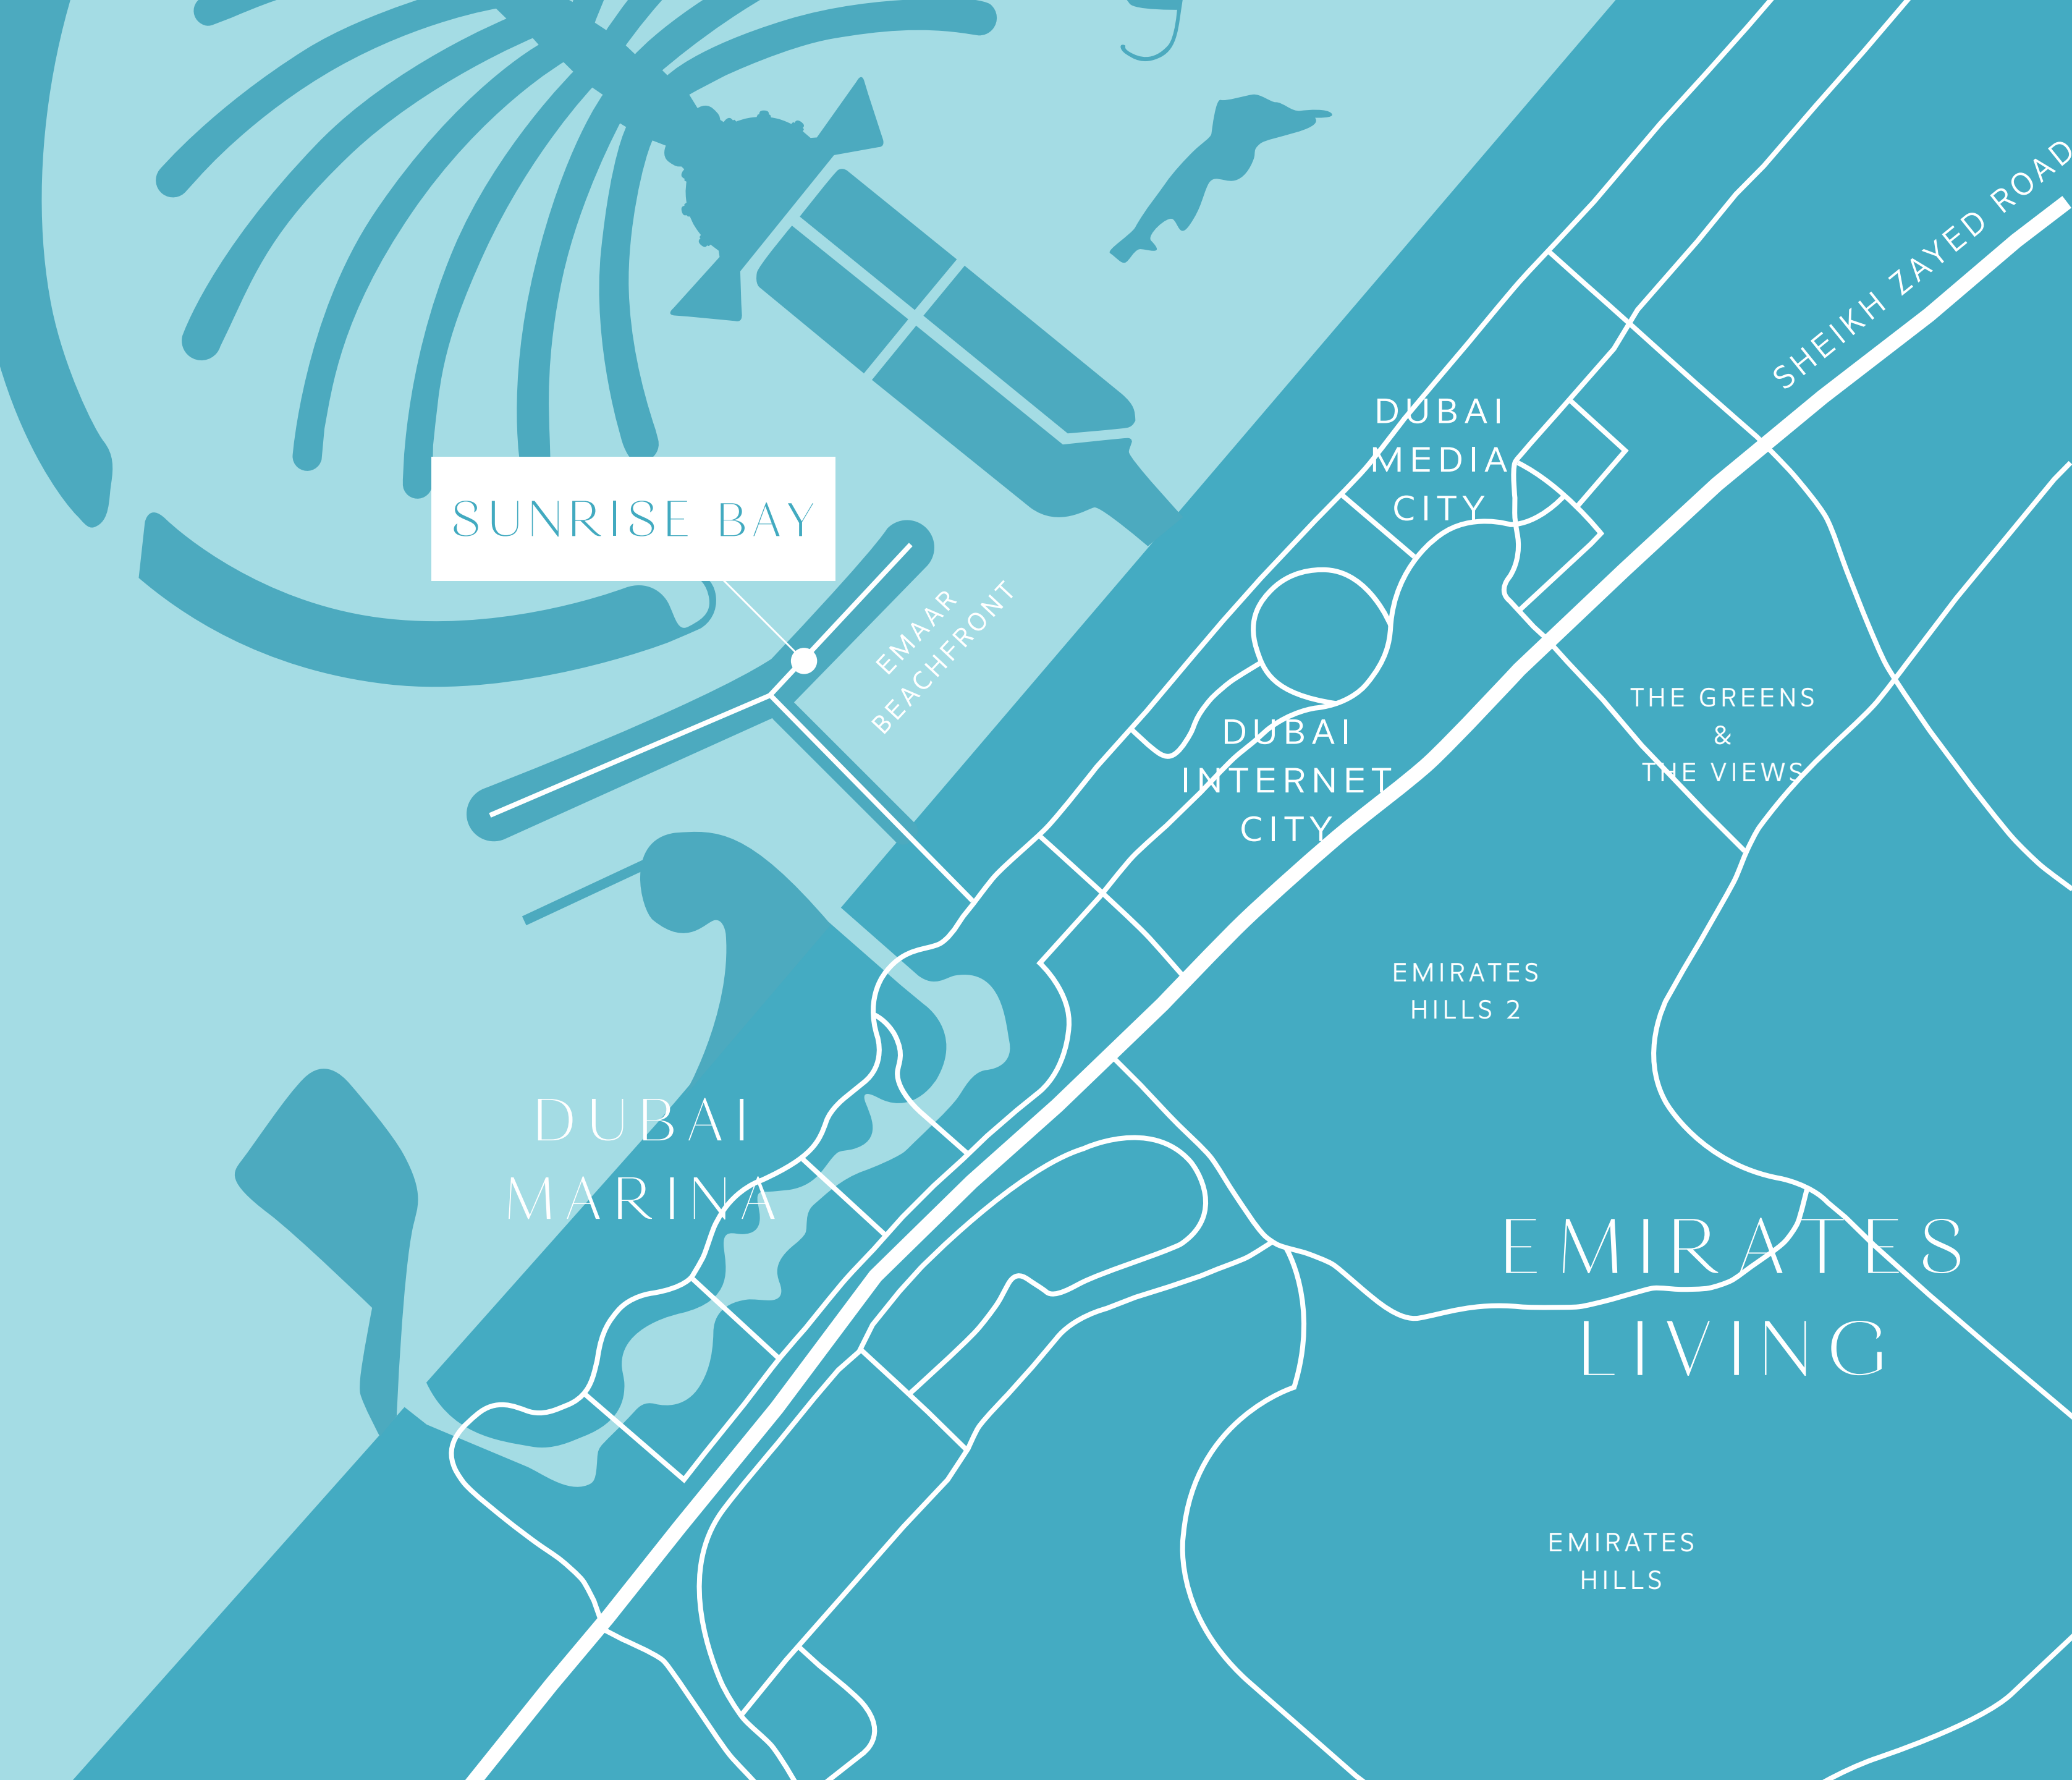 SHEIKH ZAYED ROAD
DUBAI
MEDIA
CITY
SUNRISE BAY
EMAAR
BEACHFRONT
THE GREENS
&
THE VIEWS
DUBAI
INTERNET
CITY
EMIRATES
HILLS 2
DUBAI
MARINA
EMIRATES
LIVING
EMIRATES
HILLS